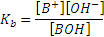 K_b = [B⁺][OH⁻] / [BOH]